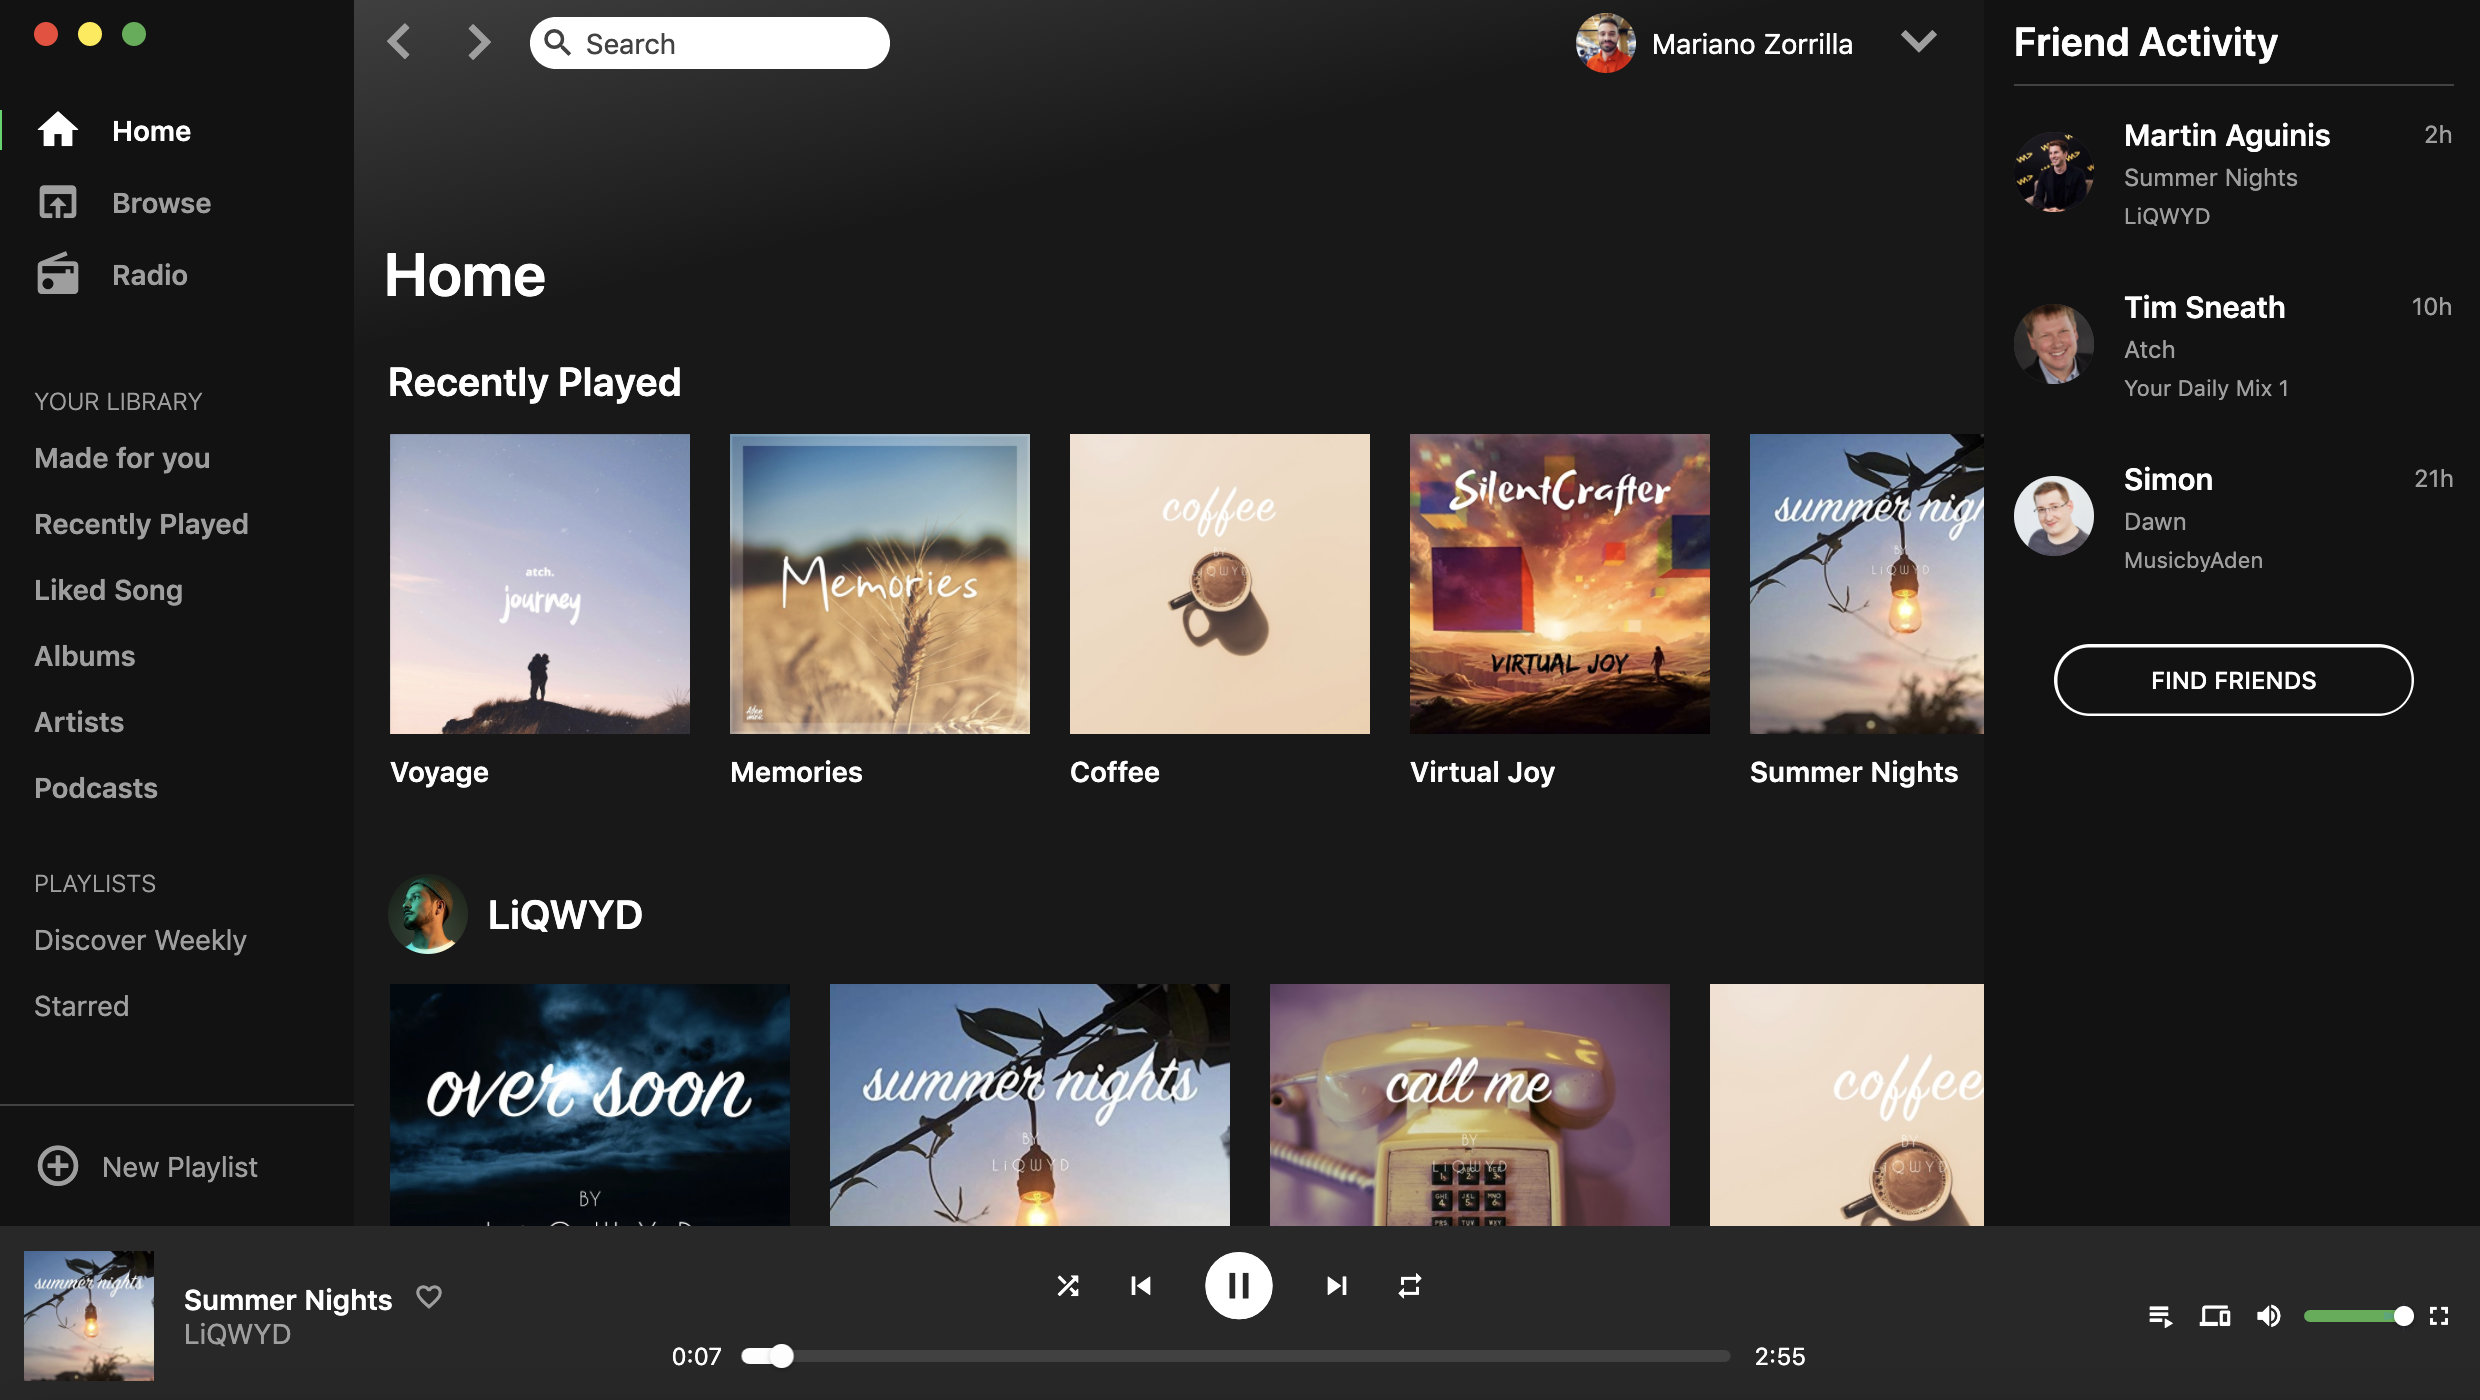 Search
Mariano Zorrilla
Friend Activity
Home
Browse
Radio
YOUR LIBRARY
Made for you
Recently Played
Liked Song
Albums
Artists
Podcasts
PLAYLISTS
Discover Weekly
Starred
New Playlist
Home
Recently Played
atch.
journey
Memories
coffee
BY
LiQWYD
SilentCrafter
VIRTUAL JOY
summer nigh
BY
LiQWYD
Voyage
Memories
Coffee
Virtual Joy
Summer Nights
LiQWYD
over soon
BY
summer nights
BY
LiQWYD
call me
BY
LiQWYD
coffee
BY
LiQWYD
Martin Aguinis
2h
Summer Nights
LiQWYD
Tim Sneath
10h
Atch
Your Daily Mix 1
Simon
21h
Dawn
MusicbyAden
FIND FRIENDS
summer nights
Summer Nights
LiQWYD
0:07
2:55